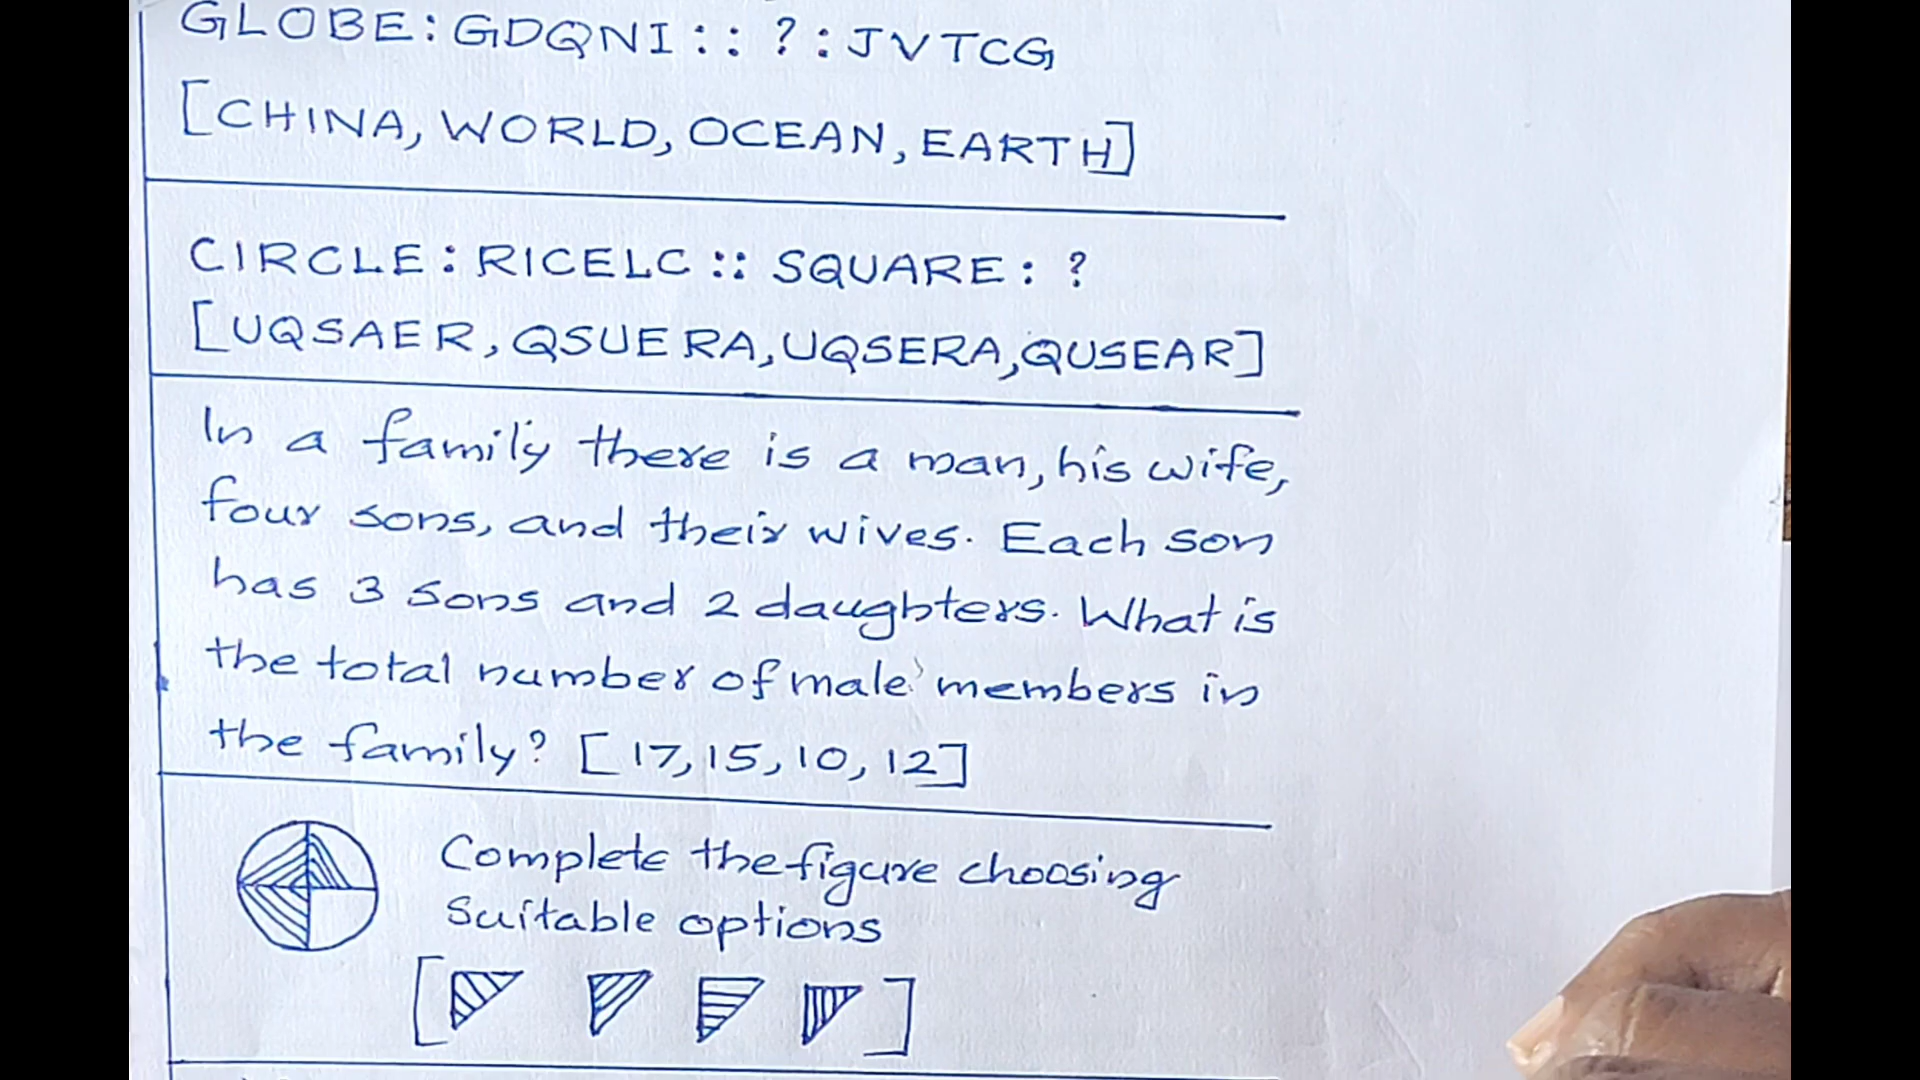 GLOBE:GDQNI:: ?:JVTCG
[CHINA, WORLD, OCEAN, EARTH]
CIRCLE:RICELC:: SQUARE: ?
[UQSAER, QSUERA, UQSERA, QUSEAR]
In a family there is a man, his wife,
four sons, and their wives. Each son
has 3 sons and 2 daughters. What is
the total number of male members in
the family? [17, 15, 10, 12]
Complete the figure choosing
Suitable options